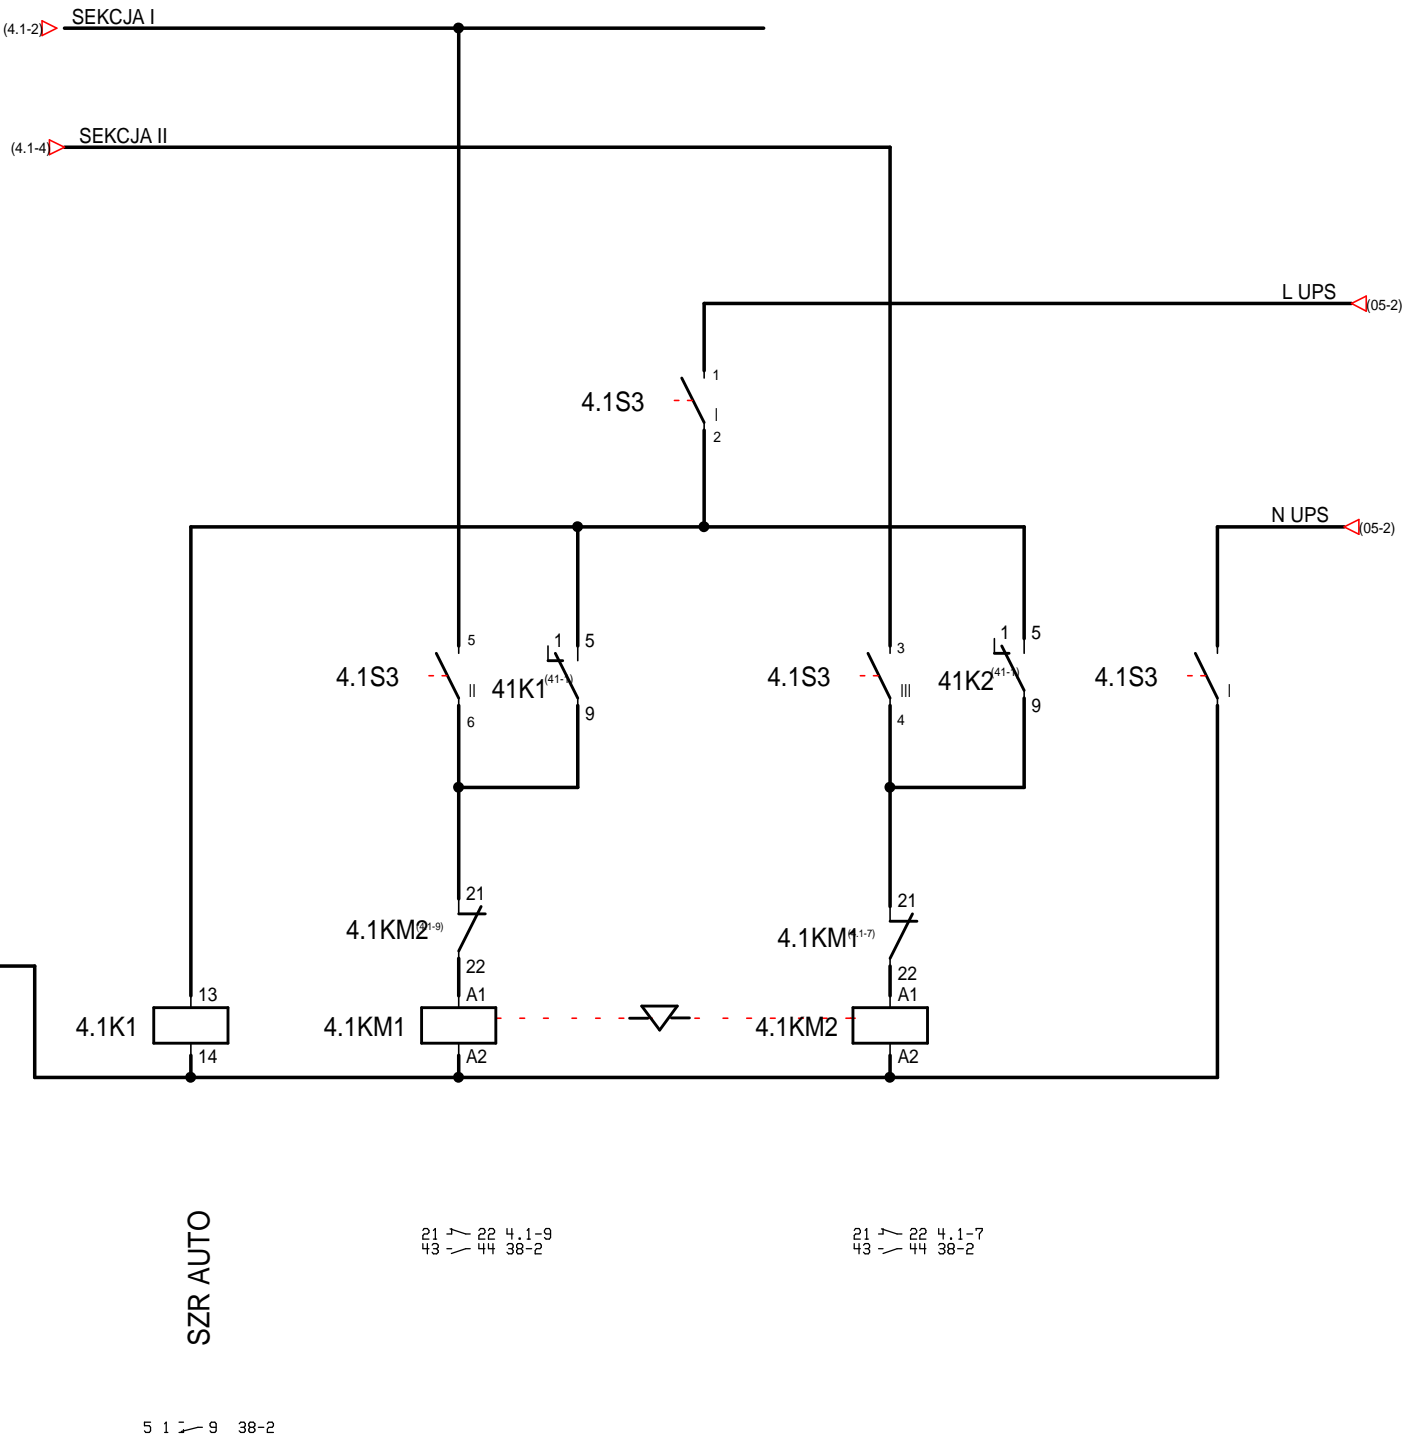 SEKCJA I
(4.1-2)
SEKCJA II
(4.1-4)
L UPS
(05-2)
1
4.1S3
I
2
N UPS
(05-2)
5
4.1S3
II
6
1 5
41K1
9
3
4.1S3
III
4
1 5
41K2
9
4.1S3
I
21
4.1KM2
22
21
4.1KM1
22
13
4.1K1
14
A1
4.1KM1
A2
A1
4.1KM2
A2
SZR AUTO
21 22 4.1-9
43 44 38-2
21 22 4.1-7
43 44 38-2
5 1 9 38-2